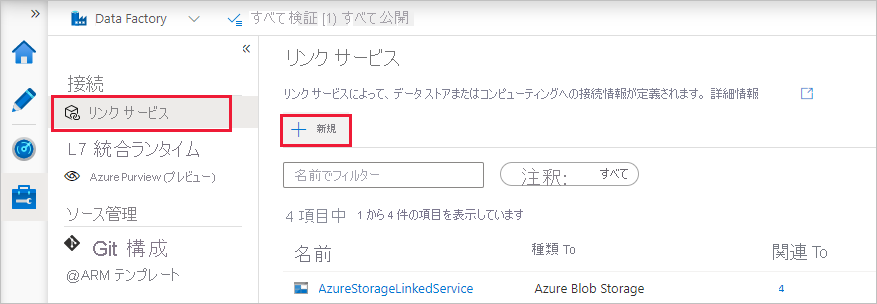 »
Data Factory
すべて検証 [1) すべて公開
«
接続
リンク サービス
L7 統合ランタイム
Azure Purview (プレビュー)
ソース管理
Git 構成
@ARM テンプレート
リンク サービス
リンク サービスによって、データ ストアまたはコンピューティングへの接続情報が定義されます。詳細情報
+ 新規
名前でフィルター
注釈: すべて
4 項目中 1 から 4 件の項目を表示しています
名前 種類 To 関連 To
AzureStorageLinkedService Azure Blob Storage 4